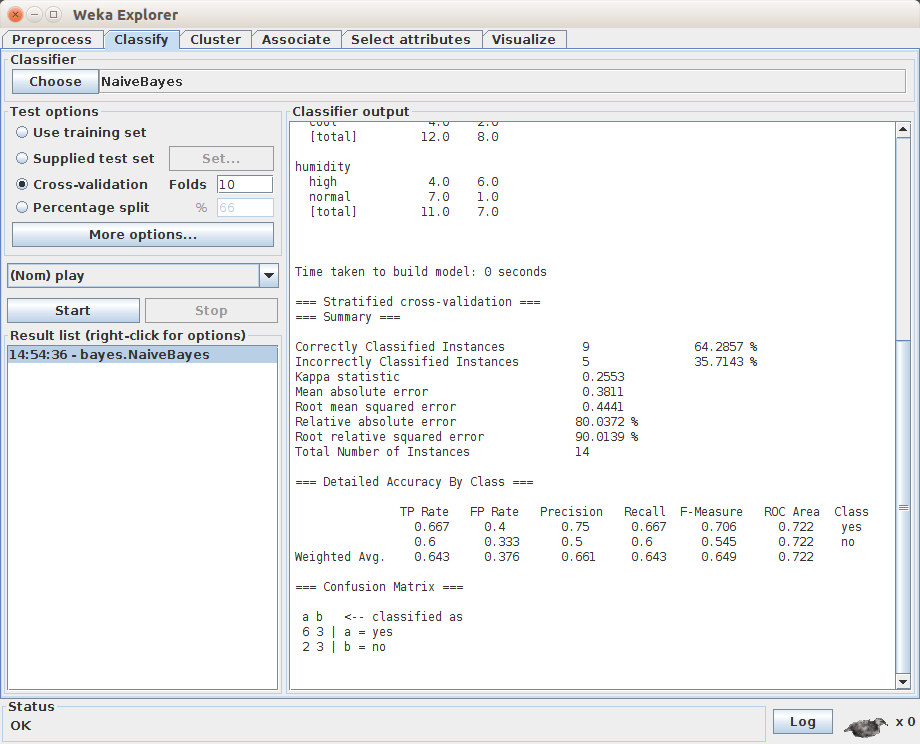 Weka Explorer
Preprocess Classify Cluster Associate Select attributes Visualize
Classifier
Choose NaiveBayes
Test options
Use training set
Supplied test set Set...
Cross-validation Folds 10
Percentage split % 66
More options...
(Nom) play
Start Stop
Result list (right-click for options)
14:54:36 - bayes.NaiveBayes
Classifier output
cool 4.0 2.0
[total] 12.0 8.0
humidity
high 4.0 6.0
normal 7.0 1.0
[total] 11.0 7.0
Time taken to build model: 0 seconds
=== Stratified cross-validation ===
=== Summary ===
Correctly Classified Instances 9 64.2857 %
Incorrectly Classified Instances 5 35.7143 %
Kappa statistic 0.2553
Mean absolute error 0.3811
Root mean squared error 0.4441
Relative absolute error 80.0372 %
Root relative squared error 90.0139 %
Total Number of Instances 14
=== Detailed Accuracy By Class ===
TP Rate FP Rate Precision Recall F-Measure ROC Area Class
0.667 0.4 0.75 0.667 0.706 0.722 yes
0.6 0.333 0.5 0.6 0.545 0.722 no
Weighted Avg. 0.643 0.376 0.661 0.643 0.649 0.722
=== Confusion Matrix ===
a b <-- classified as
6 3 | a = yes
2 3 | b = no
Status
OK
Log x 0